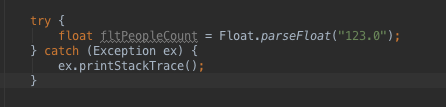 try {
float fltPeopleCount = Float.parseFloat("123.0");
} catch (Exception ex) {
ex.printStackTrace();
}